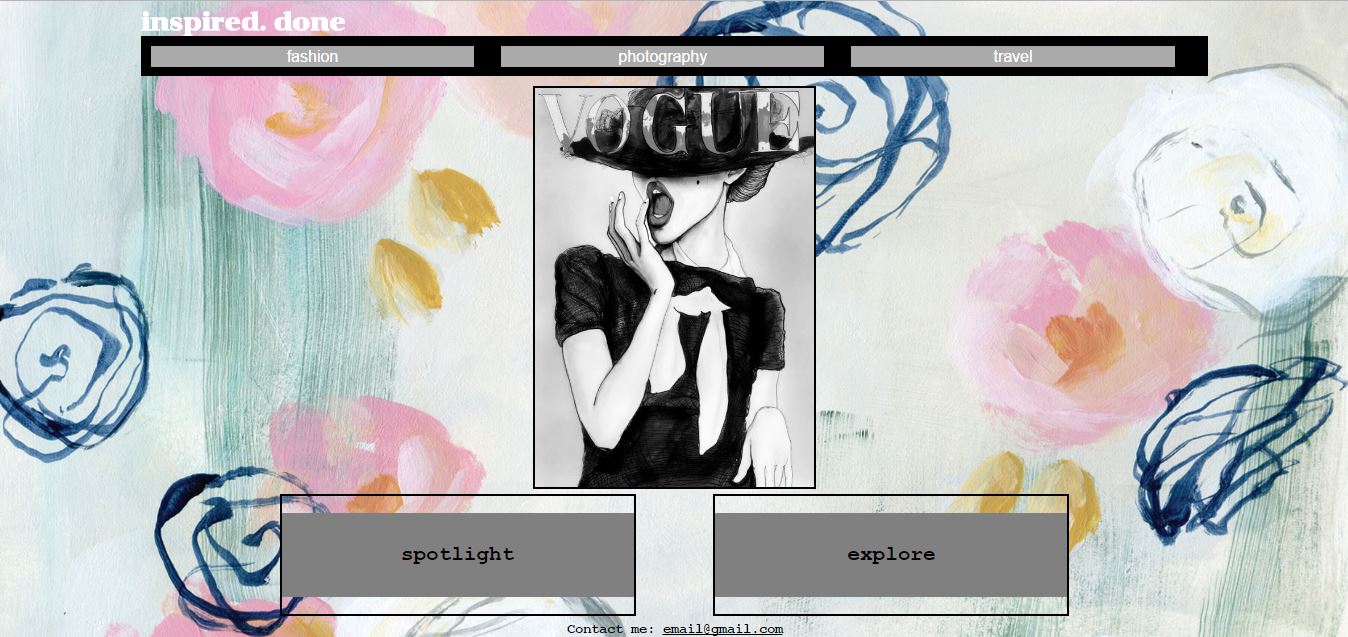 inspired. done
fashion photography travel
VOGUE
spotlight explore
Contact me: email@gmail.com